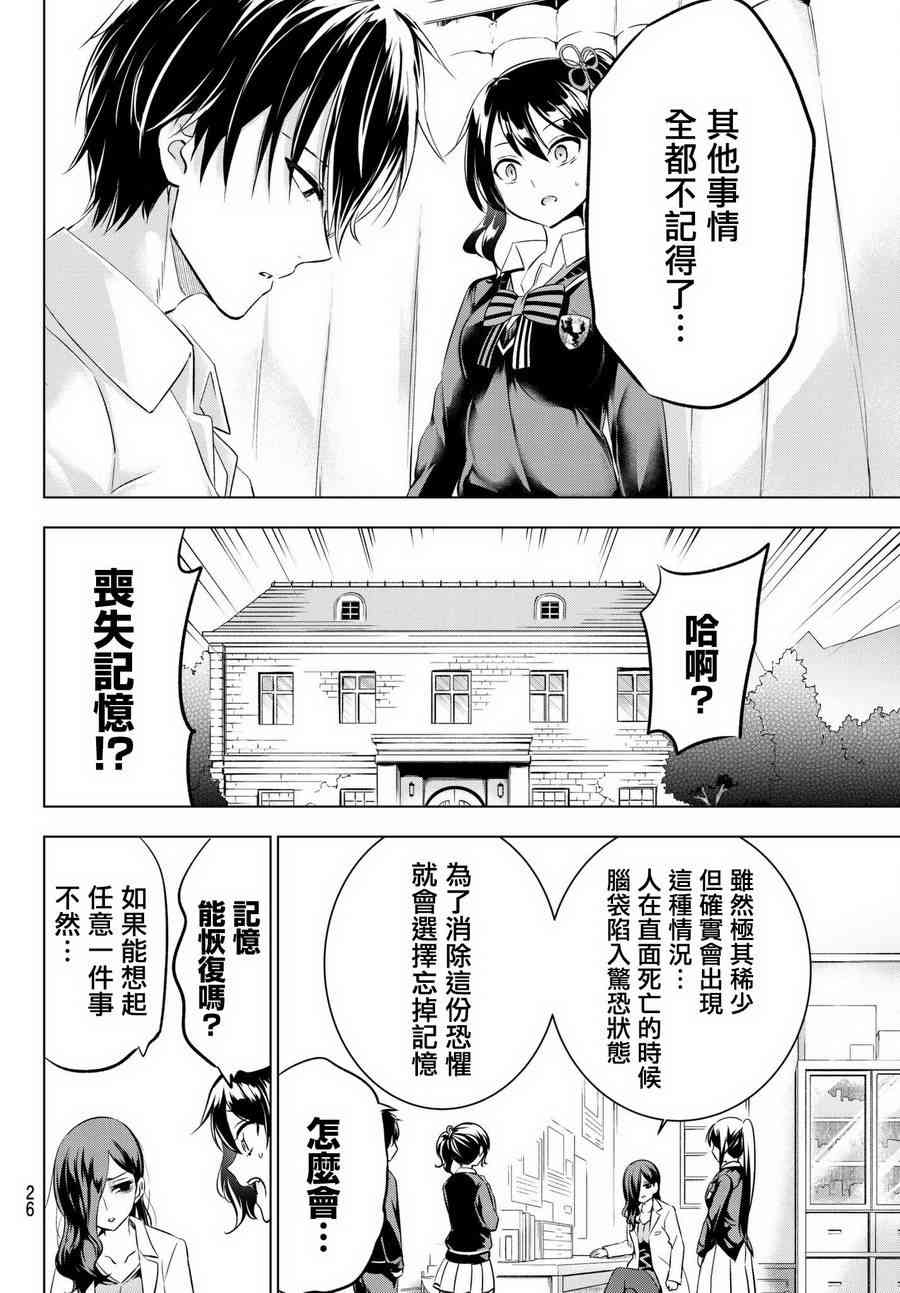 其他事情
全都不記得了…
哈啊？
喪失記憶!?
雖然極其稀少
但確實會出現
這種情況…
人在直面死亡的時候
腦袋陷入驚恐狀態
為了消除這份恐懼
就會選擇忘掉記憶
怎麼會…
記憶
能恢復嗎？
如果能想起
任意一件事
不然…
26